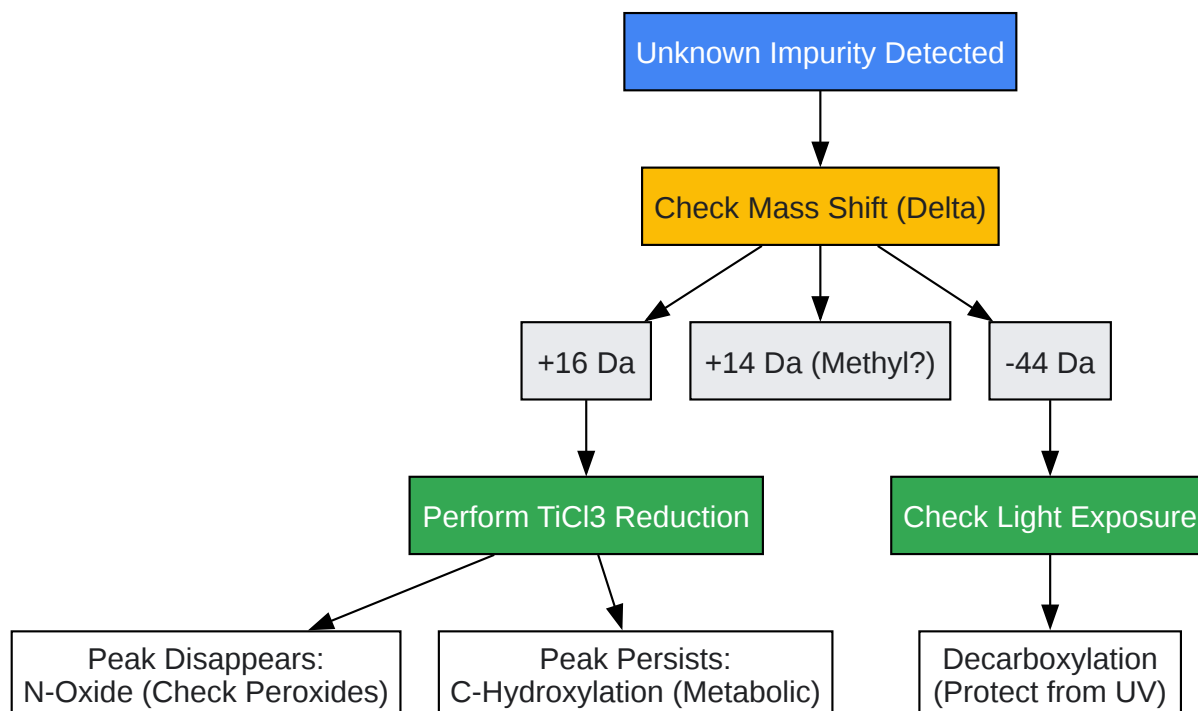 Unknown Impurity Detected
Check Mass Shift (Delta)
+16 Da
+14 Da (Methyl?)
-44 Da
Perform TiCl3 Reduction
Check Light Exposure
Peak Disappears:
N-Oxide (Check Peroxides)
Peak Persists:
C-Hydroxylation (Metabolic)
Decarboxylation
(Protect from UV)